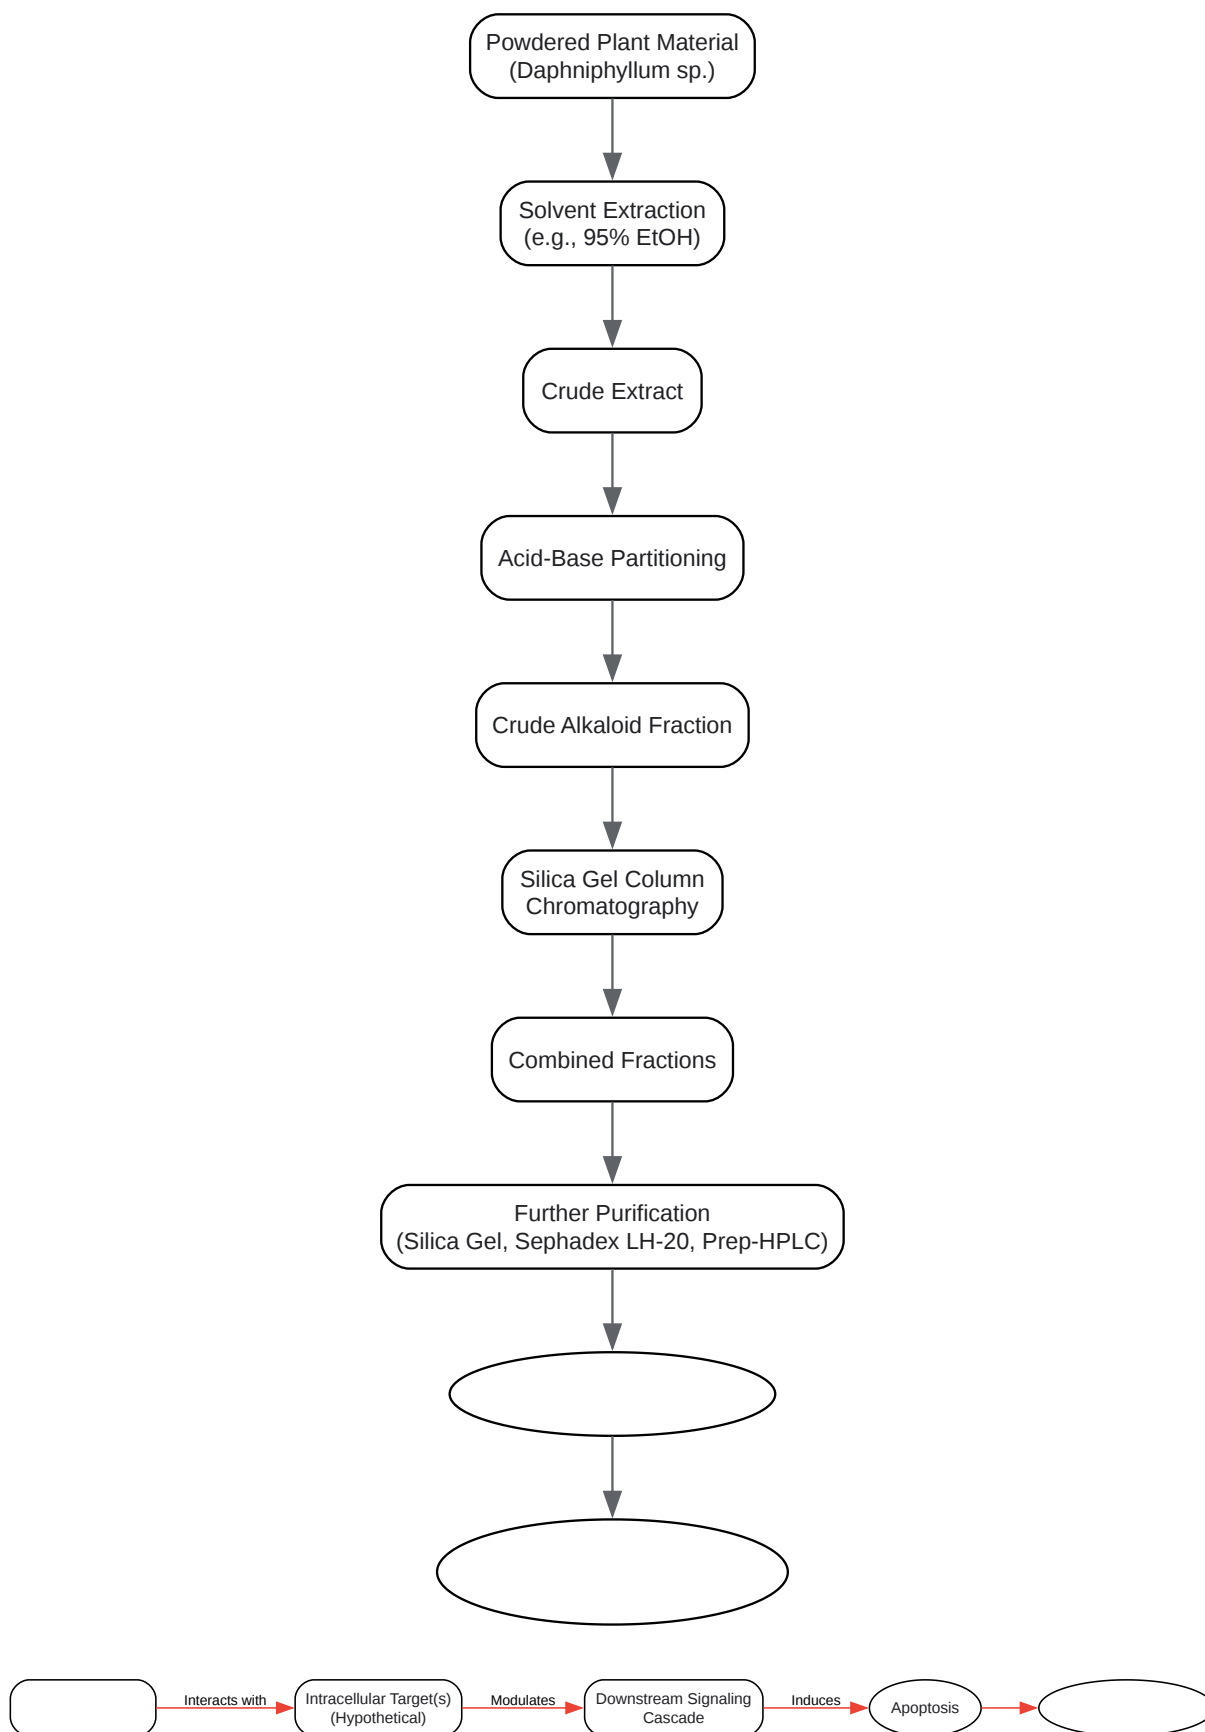 Powdered Plant Material
(Daphniphyllum sp.)
Solvent Extraction
(e.g., 95% EtOH)
Crude Extract
Acid-Base Partitioning
Crude Alkaloid Fraction
Silica Gel Column
Chromatography
Combined Fractions
Further Purification
(Silica Gel, Sephadex LH-20, Prep-HPLC)
Interacts with
Intracellular Target(s)
(Hypothetical)
Modulates
Downstream Signaling
Cascade
Induces
Apoptosis